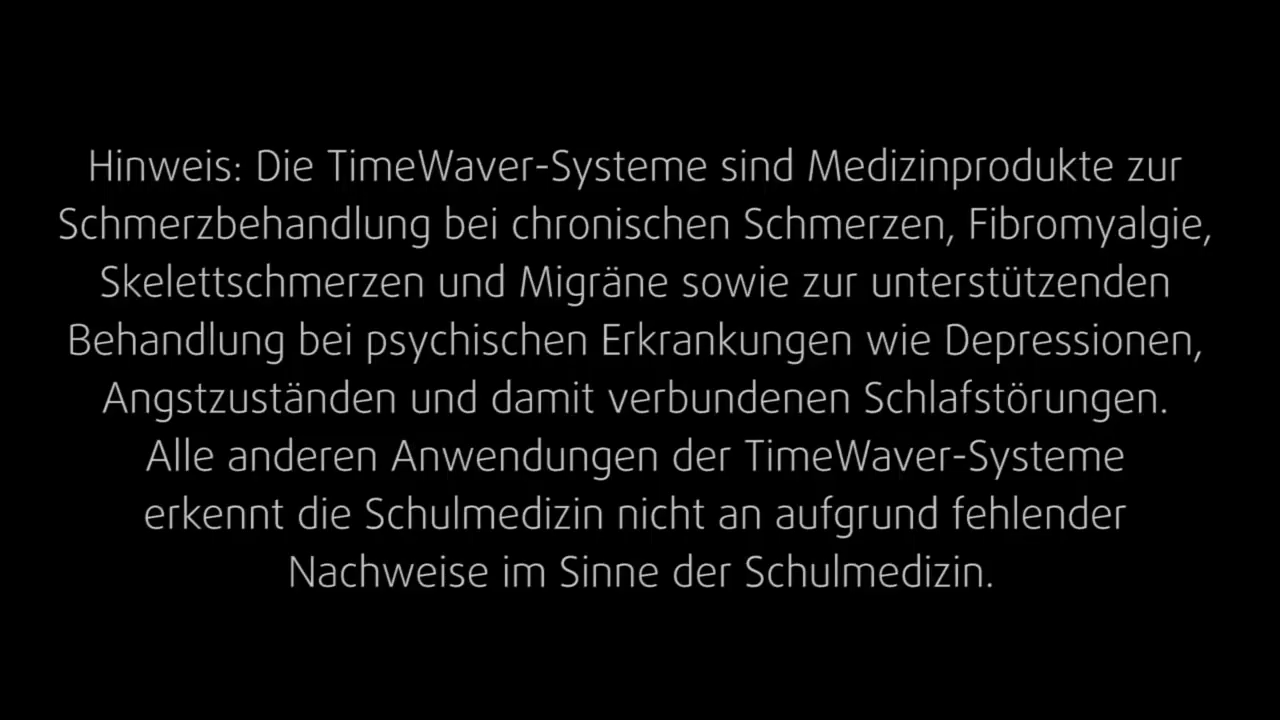 Hinweis: Die TimeWaver-Systeme sind Medizinprodukte zur
Schmerzbehandlung bei chronischen Schmerzen, Fibromyalgie,
Skelettschmerzen und Migräne sowie zur unterstützenden
Behandlung bei psychischen Erkrankungen wie Depressionen,
Angstzuständen und damit verbundenen Schlafstörungen.
Alle anderen Anwendungen der TimeWaver-Systeme
erkennt die Schulmedizin nicht an aufgrund fehlender
Nachweise im Sinne der Schulmedizin.